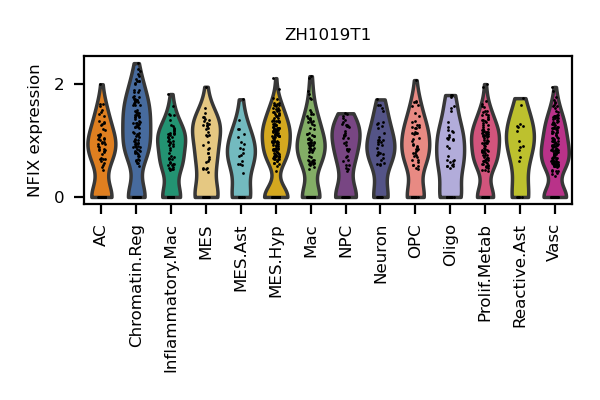 ZH1019T1
NFIX expression
2
0
AC
Chromatin.Reg
Inflammatory.Mac
MES
MES.Ast
MES.Hyp
Mac
NPC
Neuron
OPC
Oligo
Prolif.Metab
Reactive.Ast
Vasc